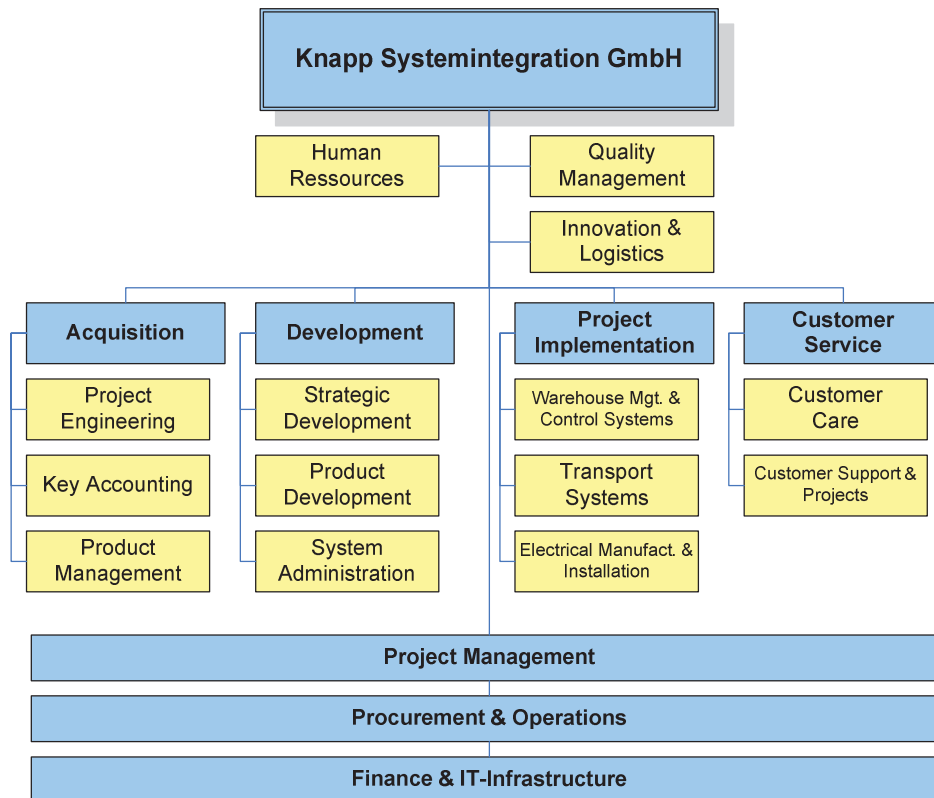 Knapp Systemintegration GmbH
Human
Ressources
Quality
Management
Innovation &
Logistics
Acquisition
Development
Project
Implementation
Customer
Service
Project
Engineering
Strategic
Development
Warehouse Mgt. &
Control Systems
Customer
Care
Key Accounting
Product
Development
Transport
Systems
Customer Support &
Projects
Product
Management
System
Administration
Electrical Manufact. &
Installation
Project Management
Procurement & Operations
Finance & IT-Infrastructure